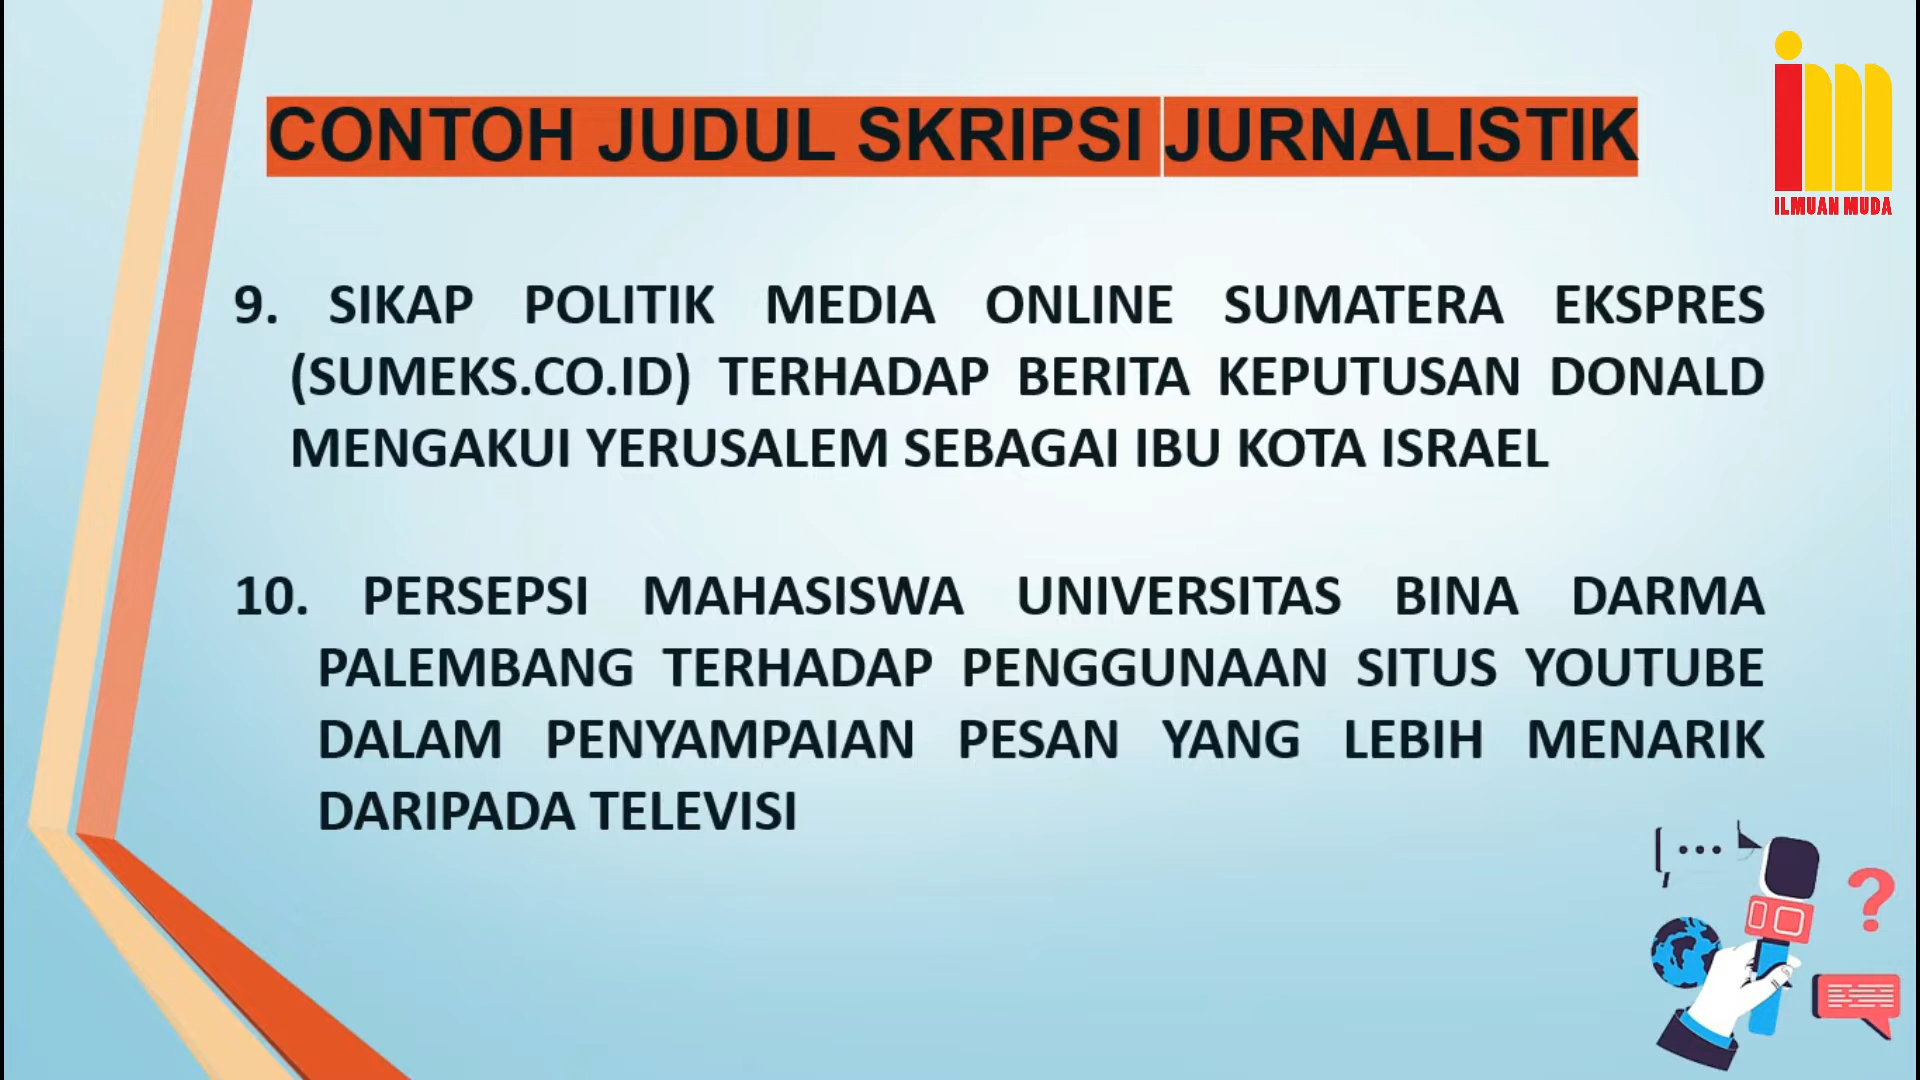 CONTOH JUDUL SKRIPSI JURNALISTIK
ILMUAN MUDA
9. SIKAP POLITIK MEDIA ONLINE SUMATERA EKSPRES
(SUMEKS.CO.ID) TERHADAP BERITA KEPUTUSAN DONALD
MENGAKUI YERUSALEM SEBAGAI IBU KOTA ISRAEL
10. PERSEPSI MAHASISWA UNIVERSITAS BINA DARMA
PALEMBANG TERHADAP PENGGUNAAN SITUS YOUTUBE
DALAM PENYAMPAIAN PESAN YANG LEBIH MENARIK
DARIPADA TELEVISI